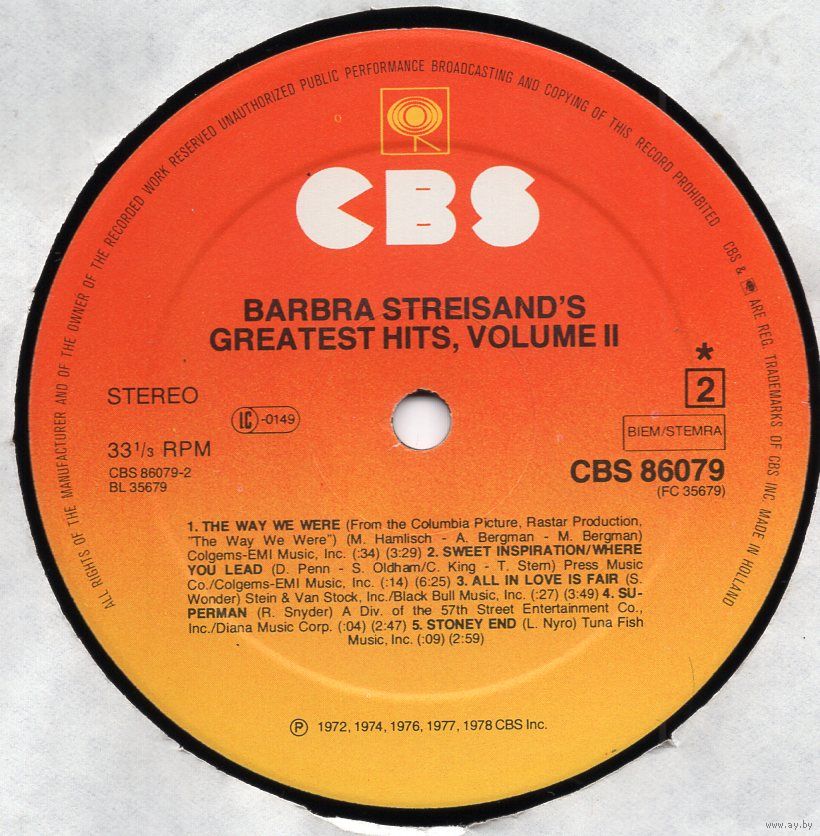 ALL RIGHTS OF THE MANUFACTURER AND OF THE OWNER OF THE RECORDED WORK RESERVED UNAUTHORIZED PUBLIC PERFORMANCE BROADCASTING AND COPYING OF THIS RECORD PROHIBITED CBS & ARE REG. TRADEMARKS OF CBS INC. MADE IN HOLLAND
CBS
BARBRA STREISAND'S
GREATEST HITS, VOLUME II
STEREO
LC -0149
33 1/3 RPM
CBS 86079-2
BL 35679
*
2
BIEM/STEMRA
CBS 86079
(FC 35679)
1. THE WAY WE WERE (From the Columbia Picture, Rastar Production,
"The Way We Were") (M. Hamlisch - A. Bergman - M. Bergman)
Colgems-EMI Music, Inc. (:34) (3:29) 2. SWEET INSPIRATION/WHERE
YOU LEAD (D. Penn - S. Oldham/C. King - T. Stern) Press Music
Co./Colgems-EMI Music, Inc. (:14) (6:25) 3. ALL IN LOVE IS FAIR (S.
Wonder) Stein & Van Stock, Inc./Black Bull Music, Inc. (:27) (3:49) 4. SU-
PERMAN (R. Snyder) A Div. of the 57th Street Entertainment Co.,
Inc./Diana Music Corp. (:04) (2:47) 5. STONEY END (L. Nyro) Tuna Fish
Music, Inc. (:09) (2:59)
℗ 1972, 1974, 1976, 1977, 1978 CBS Inc.
www.ay.by